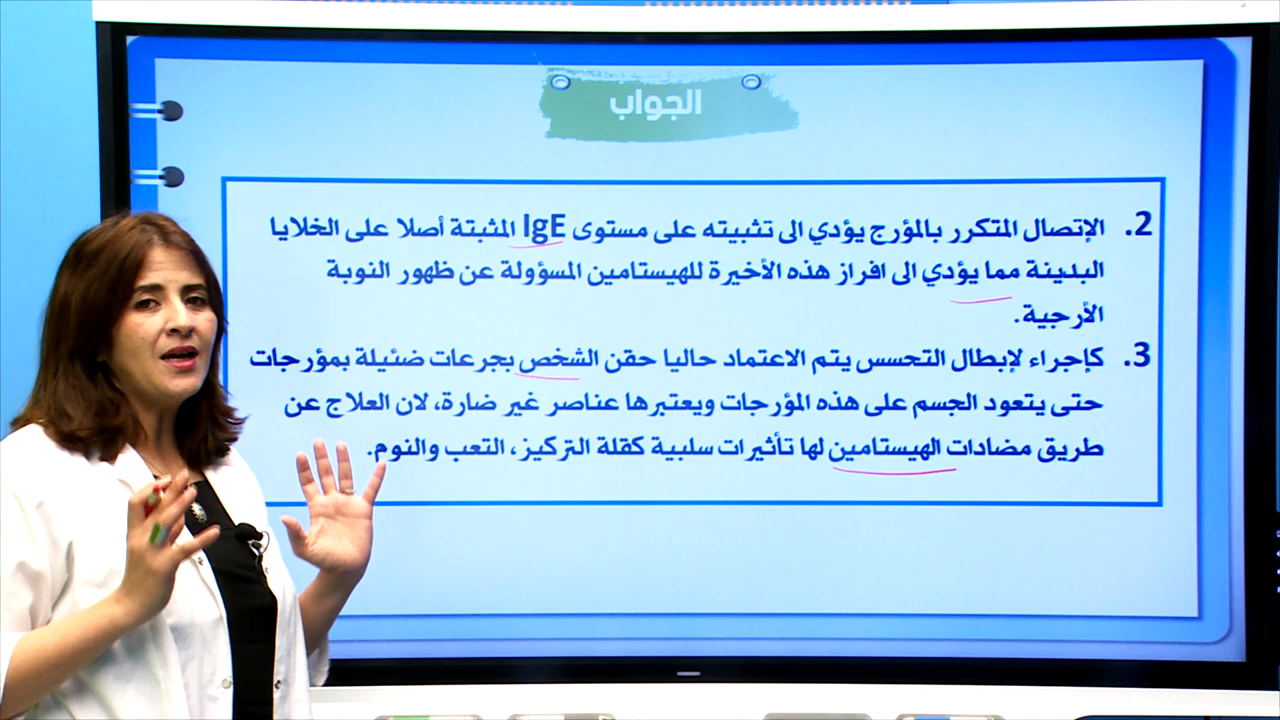 الجواب
2. الإتصال المتكرر بالمؤرج يؤدي الى تثبيته على مستوى IgE المثبتة أصلا على الخلايا
البدينة مما يؤدي الى افراز هذه الأخيرة للهيستامين المسؤولة عن ظهور النوبة
الأرجية.
3. كإجراء لإبطال التحسس يتم الاعتماد حاليا حقن الشخص بجرعات ضئيلة بمؤرجات
حتى يتعود الجسم على هذه المؤرجات ويعتبرها عناصر غير ضارة، لان العلاج عن
طريق مضادات الهيستامين لها تأثيرات سلبية كقلة التركيز، التعب والنوم.